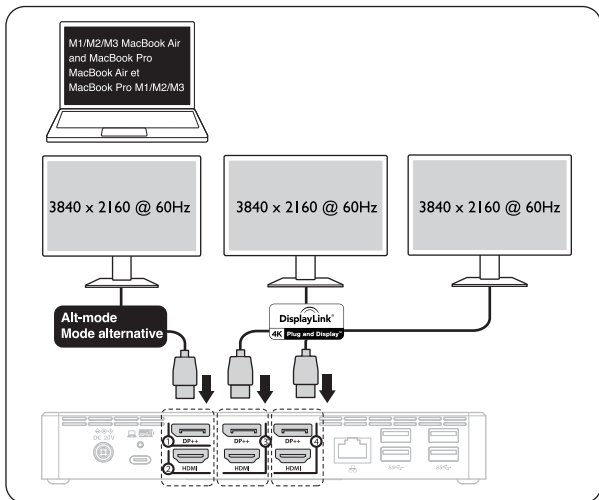 M1/M2/M3 MacBook Air
and MacBook Pro
MacBook Air et
MacBook Pro M1/M2/M3
3840 x 2160 @ 60Hz
3840 x 2160 @ 60Hz
3840 x 2160 @ 60Hz
Alt-mode
Mode alternative
DisplayLink®
4K Plug and Display™
DC 20V
① DP++
DP++ ③
DP++ ④
② HDMI
HDMI
HDMI